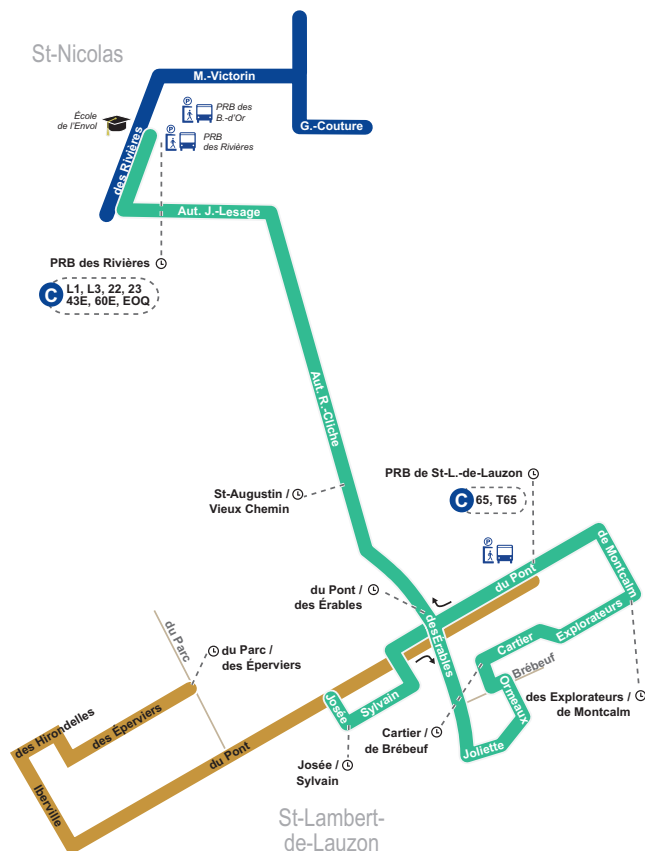 St-Nicolas
M.-Victorin
École
de l'Envol
P
PRB des
B.-d'Or
P
PRB
des Rivières
G.-Couture
des Rivières
Aut. J.-Lesage
PRB des Rivières
C
L1, L3, 22, 23
43E, 60E, EOQ
Aut. R.-Cliche
PRB de St-L.-de-Lauzon
C
65, T65
St-Augustin /
Vieux Chemin
P
du Pont
de Montcalm
du Pont /
des Érables
des Érables
Explorateurs
Cartier
Brébeuf
du Parc
du Parc /
des Éperviers
Ormeaux
des Explorateurs /
de Montcalm
Josée
Sylvain
des Hirondelles
des Éperviers
du Pont
Cartier /
de Brébeuf
Joliette
Josée /
Sylvain
Iberville
St-Lambert-
de-Lauzon